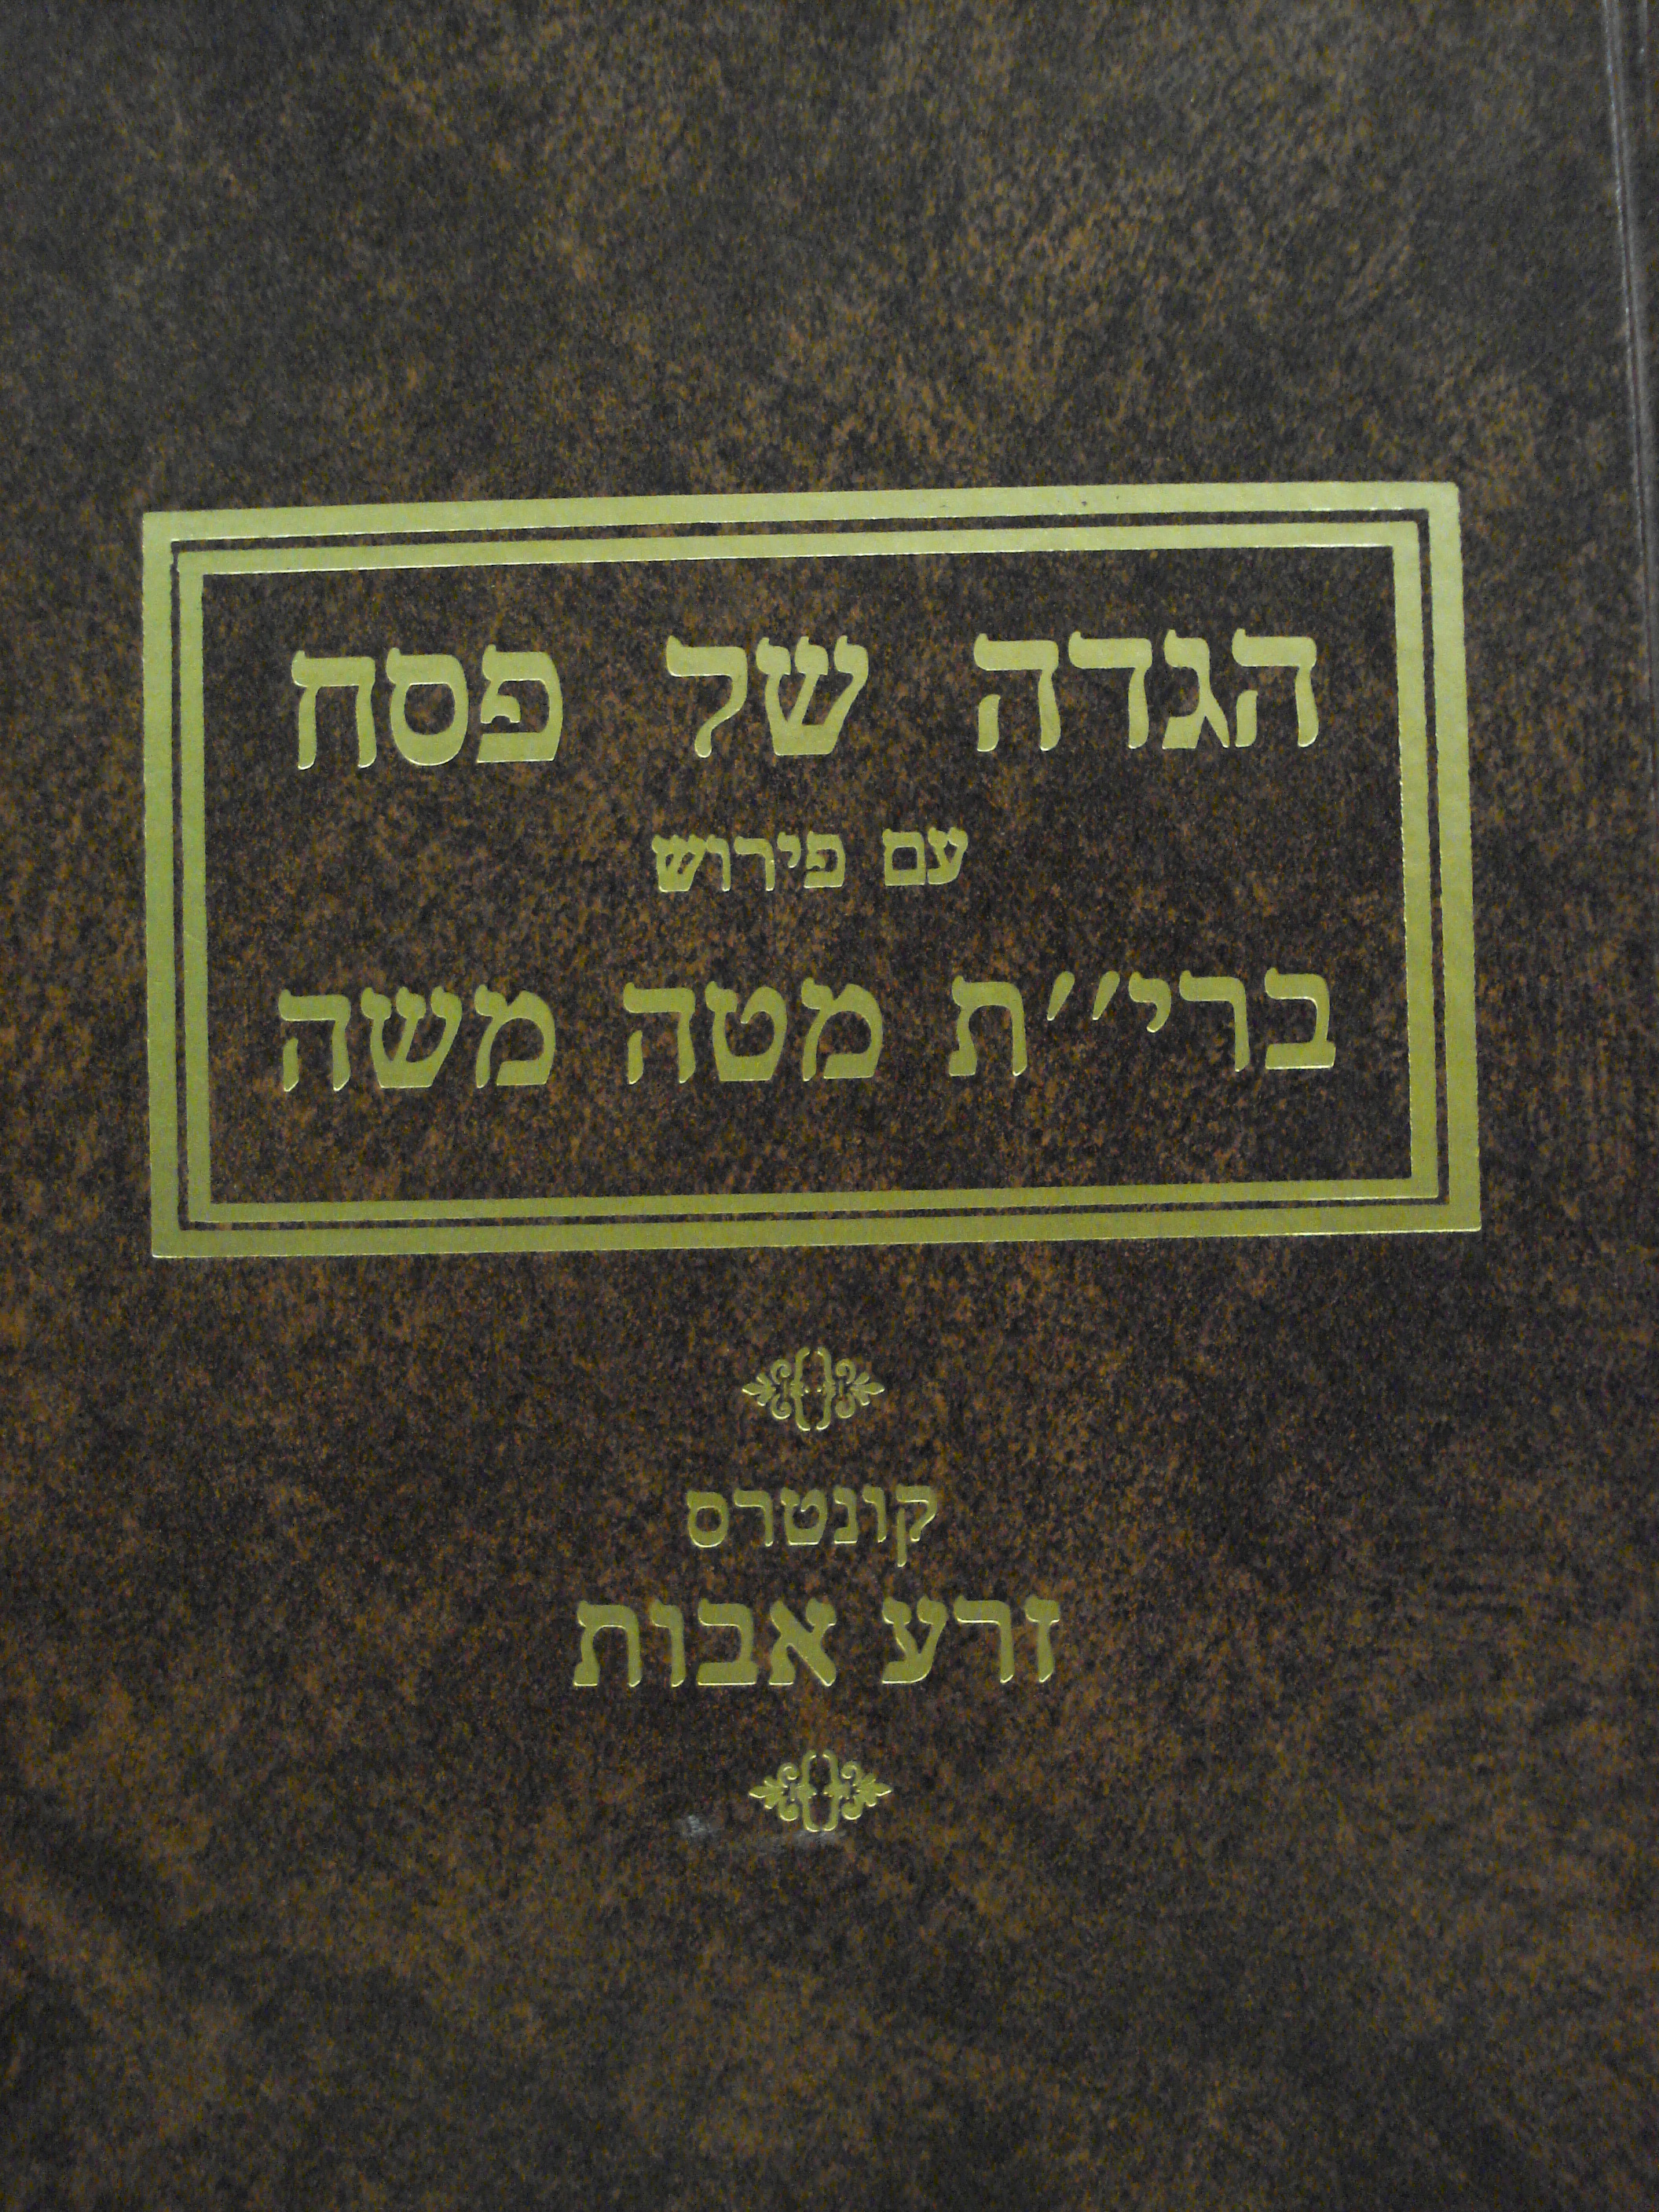 הגדה של פסח
עם פירוש
ברי״ת מטה משה
קונטרס
זרע אבות